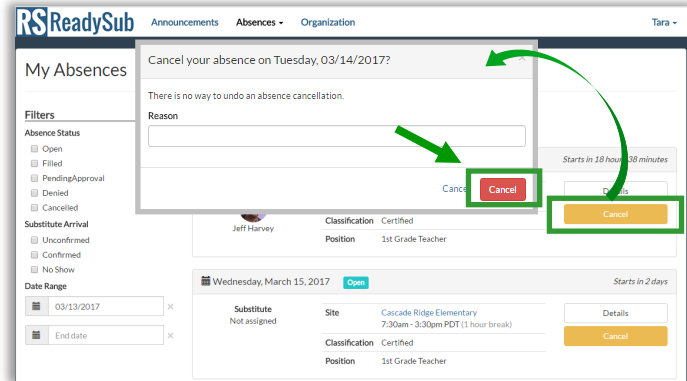 RS ReadySub Announcements Absences Organization Tara
My Absences
Cancel your absence on Tuesday, 03/14/2017? ×
There is no way to undo an absence cancellation.
Reason
Cancel
Filters
Absence Status
Open
Filled
PendingApproval
Denied
Cancelled
Substitute Arrival
Unconfirmed
Confirmed
No Show
Date Range
03/13/2017 ×
End date ×
Starts in 18 hours 38 minutes
Details
Cancel
Jeff Harvey
Classification Certified
Position 1st Grade Teacher
Wednesday, March 15, 2017 Open Starts in 2 days
Substitute
Not assigned
Site Cascade Ridge Elementary
7:30am - 3:30pm PDT (1 hour break)
Classification Certified
Position 1st Grade Teacher
Details
Cancel